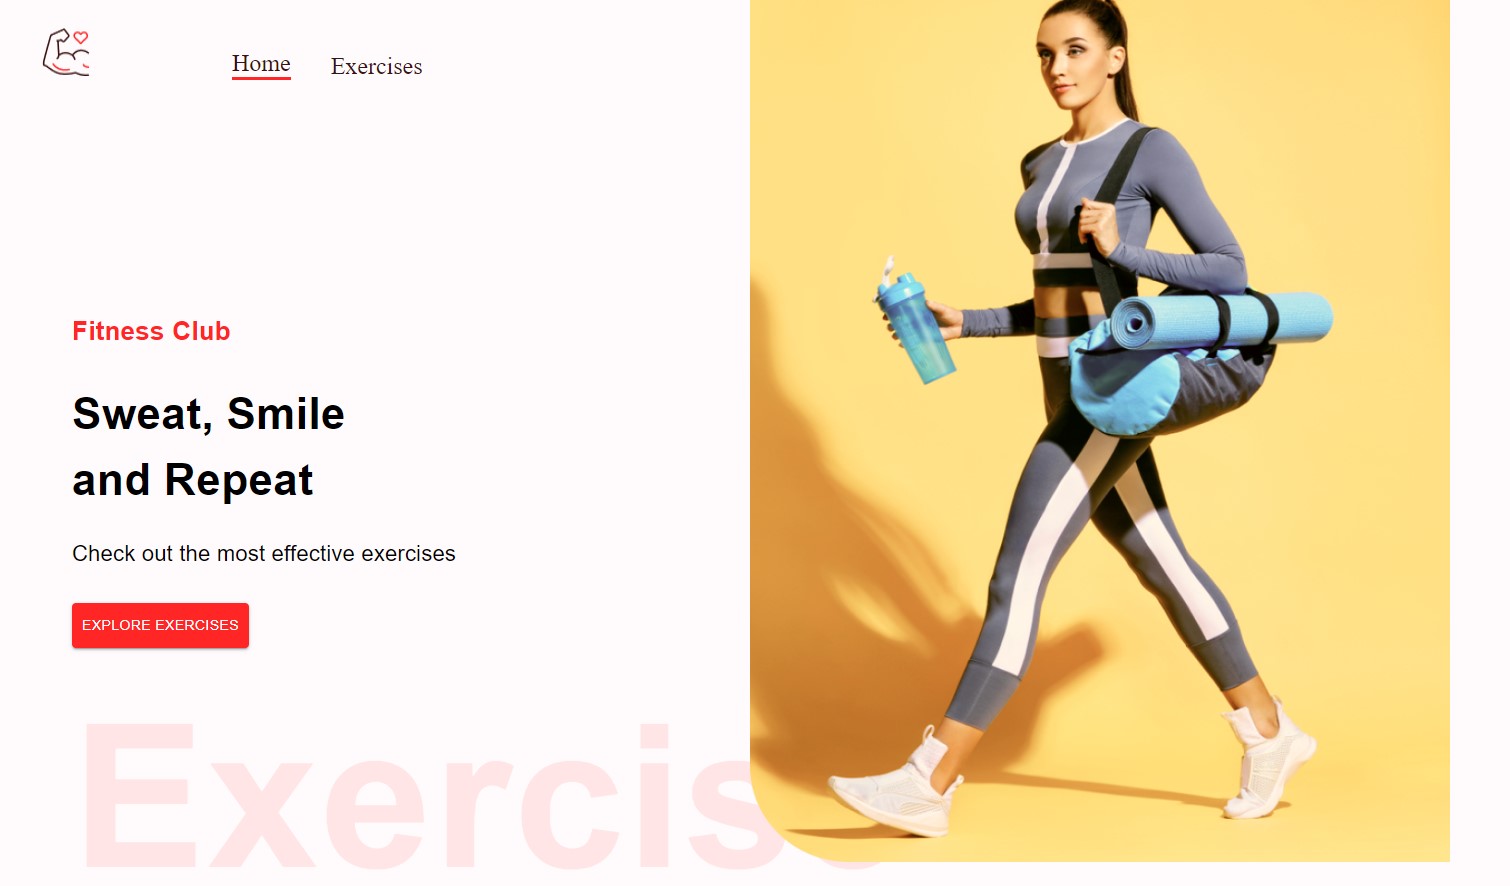 Home Exercises
Fitness Club
Sweat, Smile
and Repeat
Check out the most effective exercises
EXPLORE EXERCISES
Exercis